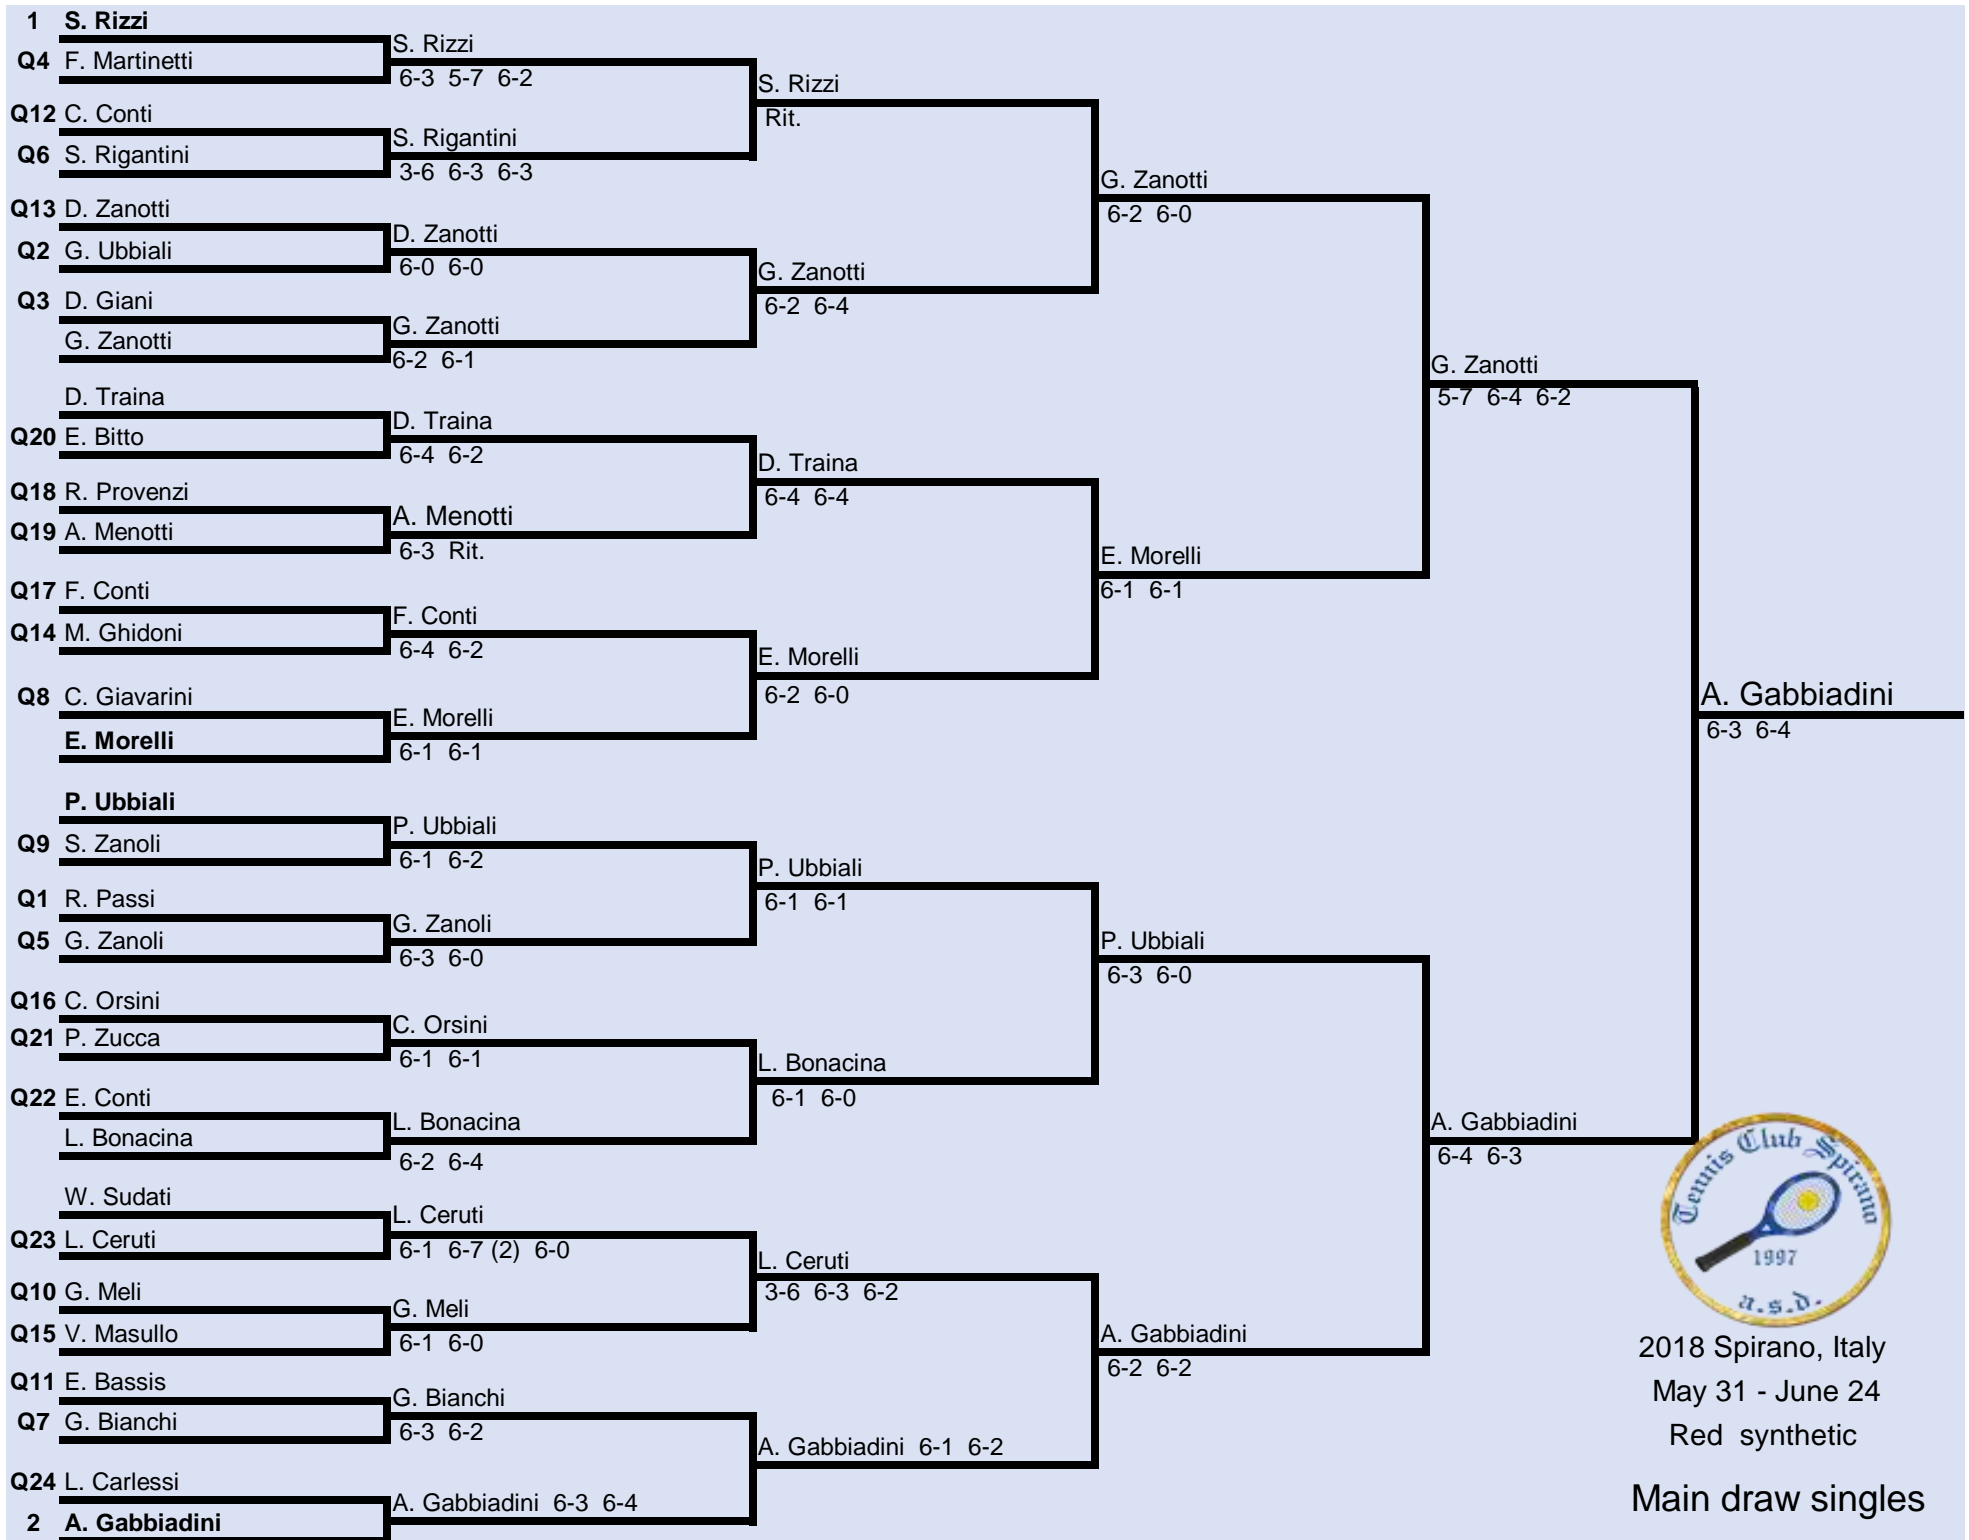 1 S. Rizzi
Q4 F. Martinetti
Q12 C. Conti
Q6 S. Rigantini
Q13 D. Zanotti
Q2 G. Ubbiali
Q3 D. Giani
G. Zanotti
D. Traina
Q20 E. Bitto
Q18 R. Provenzi
Q19 A. Menotti
Q17 F. Conti
Q14 M. Ghidoni
Q8 C. Giavarini
E. Morelli
P. Ubbiali
Q9 S. Zanoli
Q1 R. Passi
Q5 G. Zanoli
Q16 C. Orsini
Q21 P. Zucca
Q22 E. Conti
L. Bonacina
W. Sudati
Q23 L. Ceruti
Q10 G. Meli
Q15 V. Masullo
Q11 E. Bassis
Q7 G. Bianchi
Q24 L. Carlessi
2 A. Gabbiadini
S. Rizzi
6-3 5-7 6-2
S. Rigantini
3-6 6-3 6-3
D. Zanotti
6-0 6-0
G. Zanotti
6-2 6-1
D. Traina
6-4 6-2
A. Menotti
6-3 Rit.
F. Conti
6-4 6-2
E. Morelli
6-1 6-1
P. Ubbiali
6-1 6-2
G. Zanoli
6-3 6-0
C. Orsini
6-1 6-1
L. Bonacina
6-2 6-4
L. Ceruti
6-1 6-7 (2) 6-0
G. Meli
6-1 6-0
G. Bianchi
6-3 6-2
A. Gabbiadini 6-3 6-4
S. Rizzi
Rit.
G. Zanotti
6-2 6-4
D. Traina
6-4 6-4
E. Morelli
6-2 6-0
P. Ubbiali
6-1 6-1
L. Bonacina
6-1 6-0
L. Ceruti
3-6 6-3 6-2
A. Gabbiadini 6-1 6-2
G. Zanotti
6-2 6-0
E. Morelli
6-1 6-1
P. Ubbiali
6-3 6-0
A. Gabbiadini
6-2 6-2
G. Zanotti
5-7 6-4 6-2
A. Gabbiadini
6-4 6-3
A. Gabbiadini
6-3 6-4
Tennis Club Spirano
1997
a.s.d.
2018 Spirano, Italy
May 31 - June 24
Red synthetic
Main draw singles